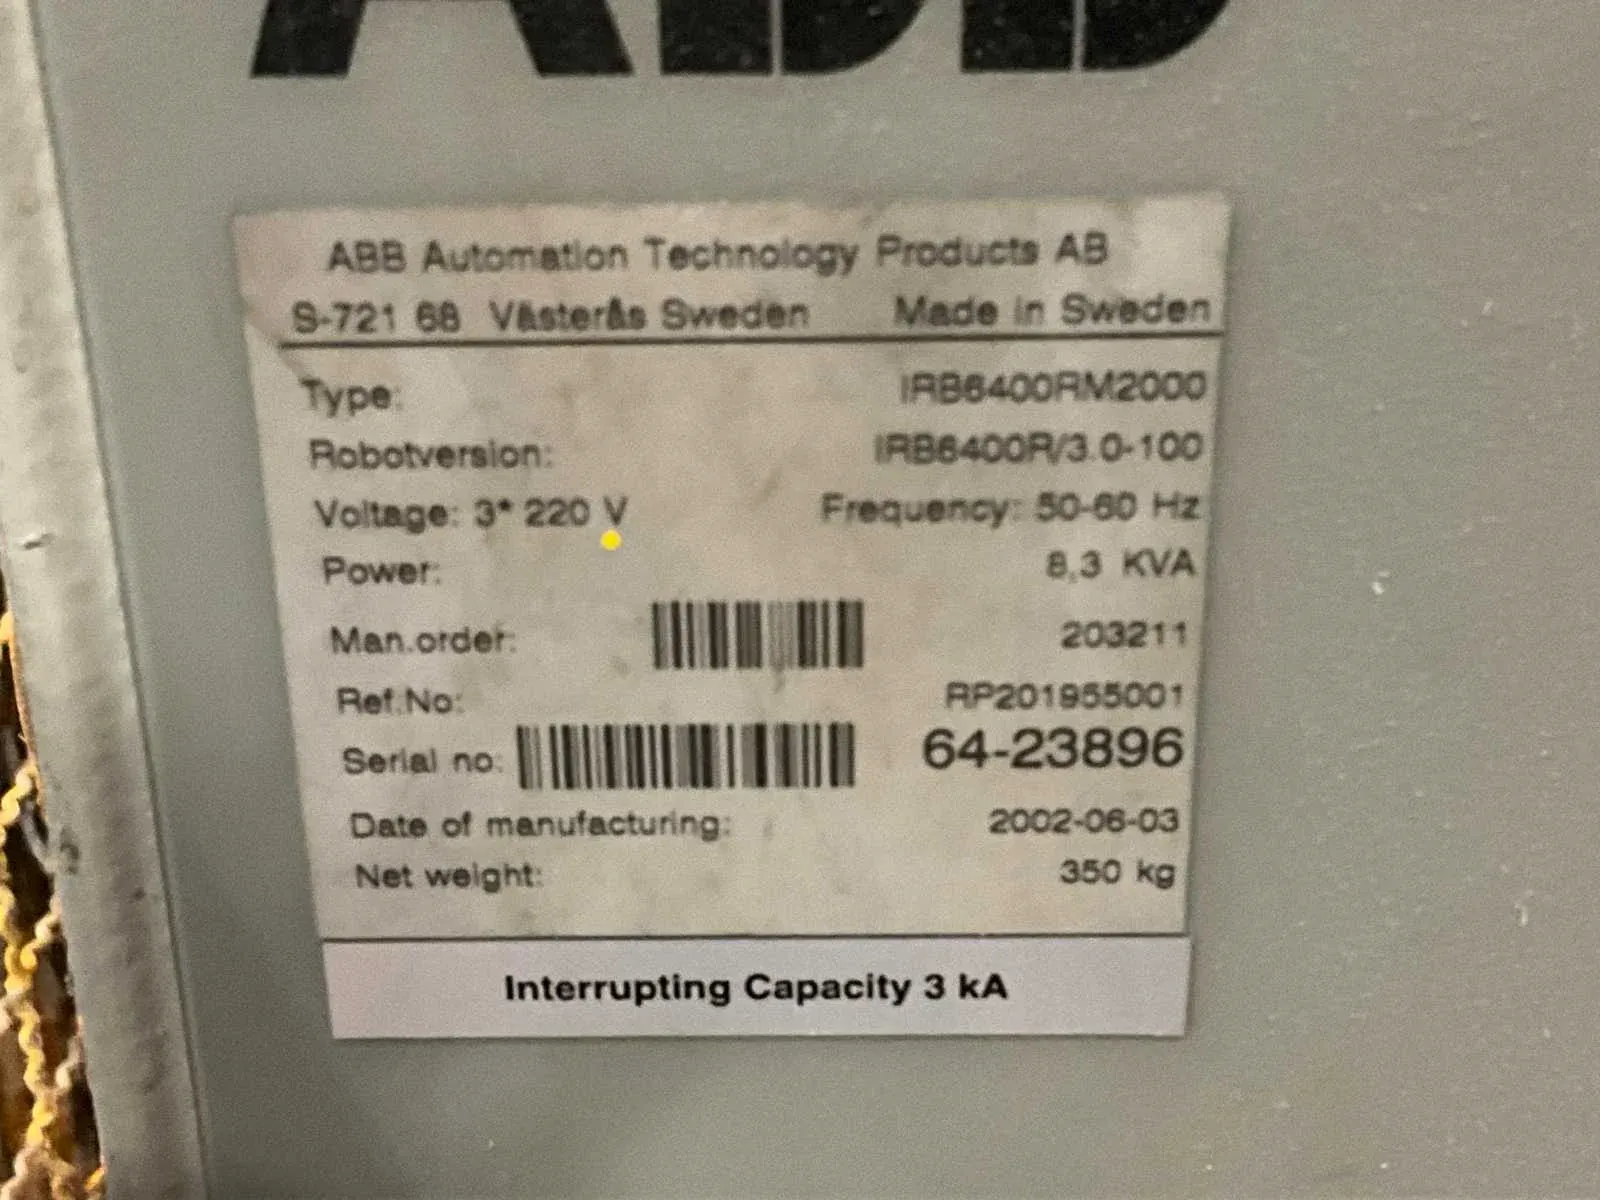 ABB
ABB Automation Technology Products AB
S-721 68 Västerås Sweden Made in Sweden
Type: IRB6400RM2000
Robotversion: IRB6400R/3.0-100
Voltage: 3* 220 V Frequency: 50-60 Hz
Power: 8,3 KVA
Man.order: 203211
Ref.No: RP201955001
Serial no: 64-23896
Date of manufacturing: 2002-06-03
Net weight: 350 kg
Interrupting Capacity 3 kA